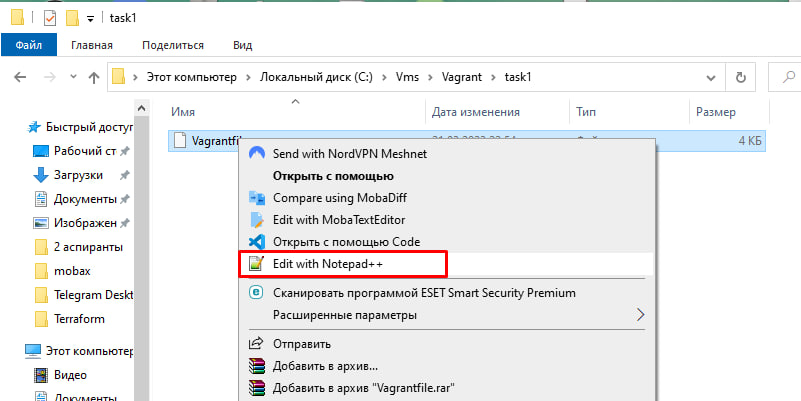 task1
Файл Главная Поделиться Вид
Этот компьютер Локальный диск (C:) Vms Vagrant task1
Имя Дата изменения Тип Размер
Быстрый доступ
Vagrantfile 4 КБ
Рабочий ст
Send with NordVPN Meshnet
Загрузки
Открыть с помощью
Документы
Compare using MobaDiff
Изображен
Edit with MobaTextEditor
2 аспиранты
Открыть с помощью Code
mobax
Edit with Notepad++
Telegram Deskt
Сканировать программой ESET Smart Security Premium
Terraform
Расширенные параметры
Этот компьютер
Отправить
Видео
Добавить в архив...
Документы
Добавить в архив "Vagrantfile.rar"